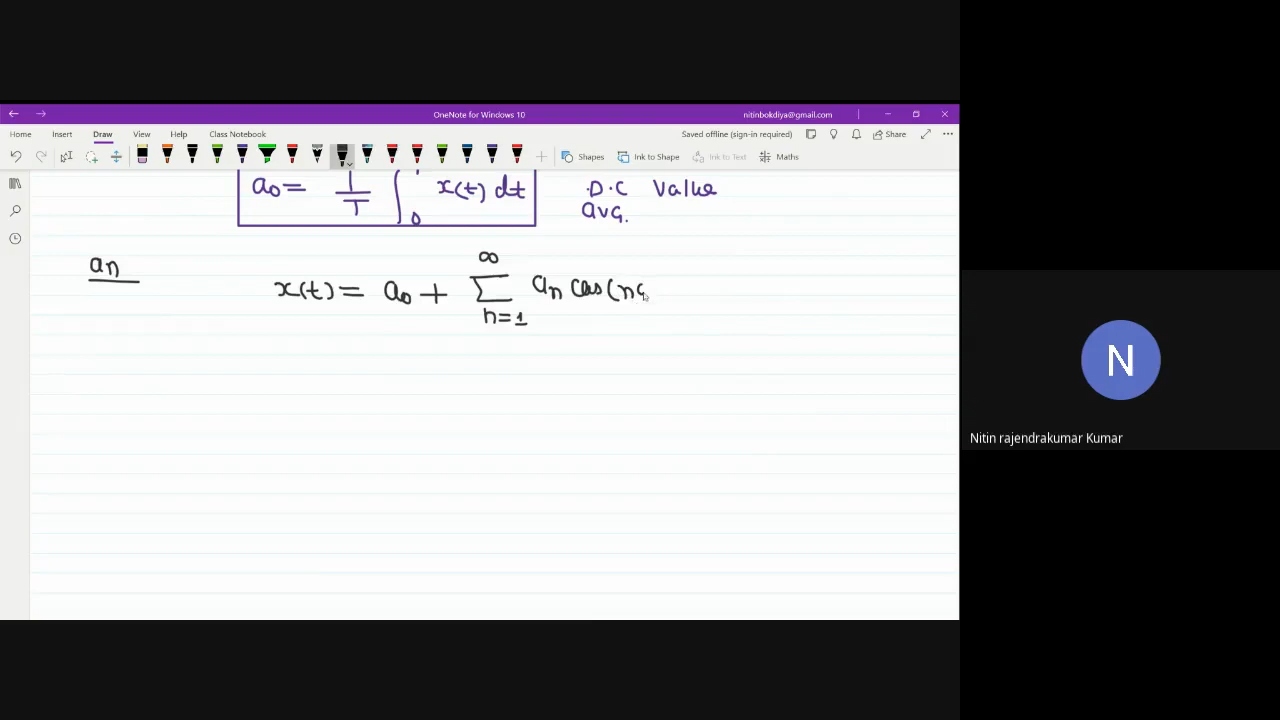 OneNote for Windows 10
nitinbokdiya@gmail.com
Home Insert Draw View Help Class Notebook
Saved offline (sign-in required) Share
Shapes Ink to Shape Ink to Text Maths
a0 = 1/T ∫0 x(t) dt D.C Value
avg.
an
x(t) = a0 + ∑n=1∞ an cos(n
N
Nitin rajendrakumar Kumar